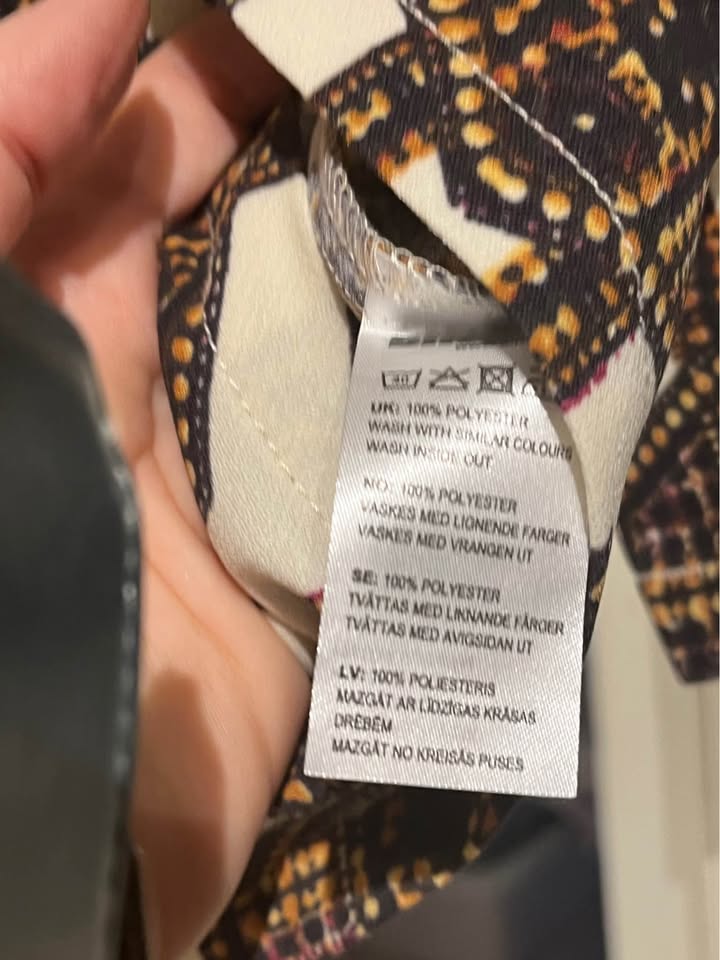 40
UK: 100% POLYESTER
WASH WITH SIMILAR COLOURS
WASH INSIDE OUT
NO: 100% POLYESTER
VASKES MED LIGNENDE FARGER
VASKES MED VRANGEN UT
SE: 100% POLYESTER
TVÄTTAS MED LIKNANDE FÄRGER
TVÄTTAS MED AVIGSIDAN UT
LV: 100% POLIESTERIS
MAZGĀT AR LĪDZĪGAS KRĀSAS
DRĒBĒM
MAZGĀT NO KREISĀS PUSES